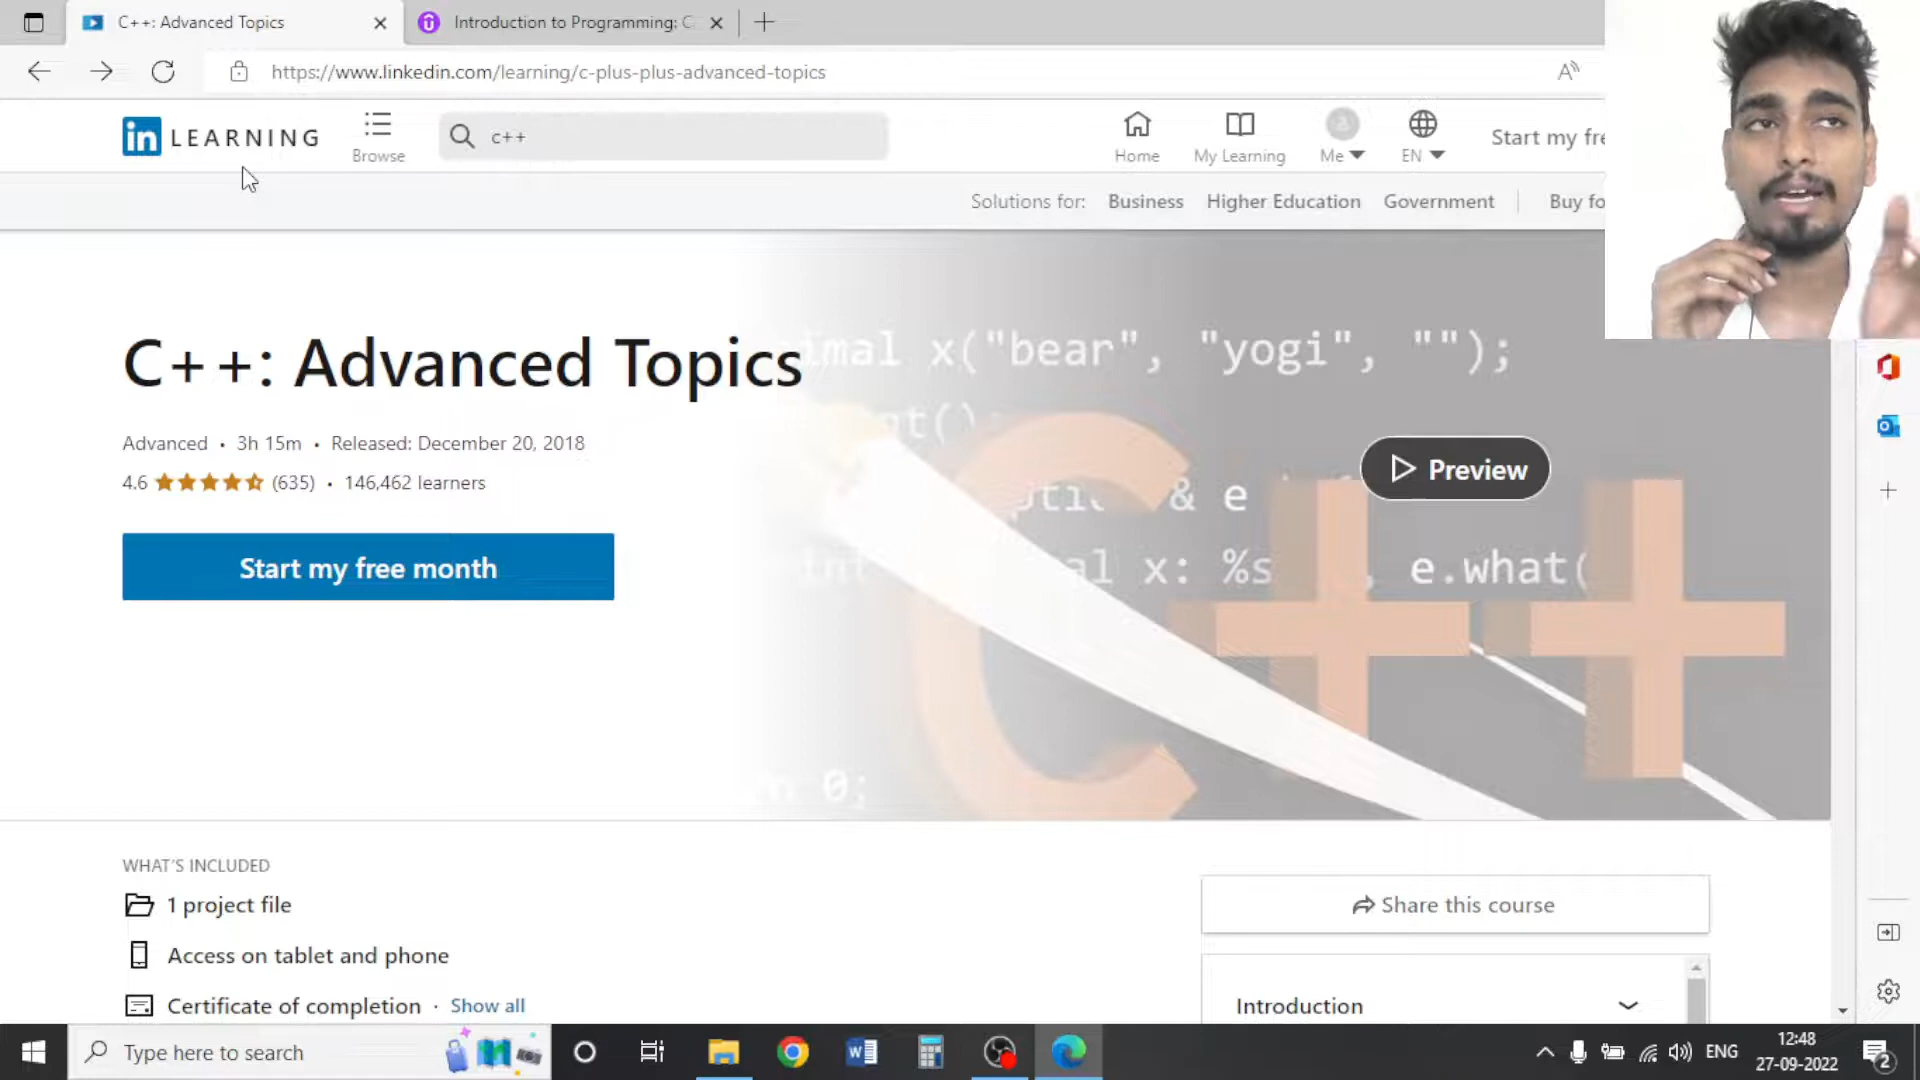 C++: Advanced Topics
Introduction to Programming: C
https://www.linkedin.com/learning/c-plus-plus-advanced-topics
in LEARNING
Browse
c++
Home
My Learning
Me
EN
Start my fre
Solutions for:
Business
Higher Education
Government
Buy fo
C++: Advanced Topics
imal x("bear", "yogi", "");
Advanced • 3h 15m • Released: December 20, 2018
4.6 (635) • 146,462 learners
& e
Preview
Start my free month
x: %s
e.what(
0;
C++
WHAT'S INCLUDED
1 project file
Share this course
Access on tablet and phone
Certificate of completion · Show all
Introduction
Type here to search
ENG
12:48
27-09-2022
2